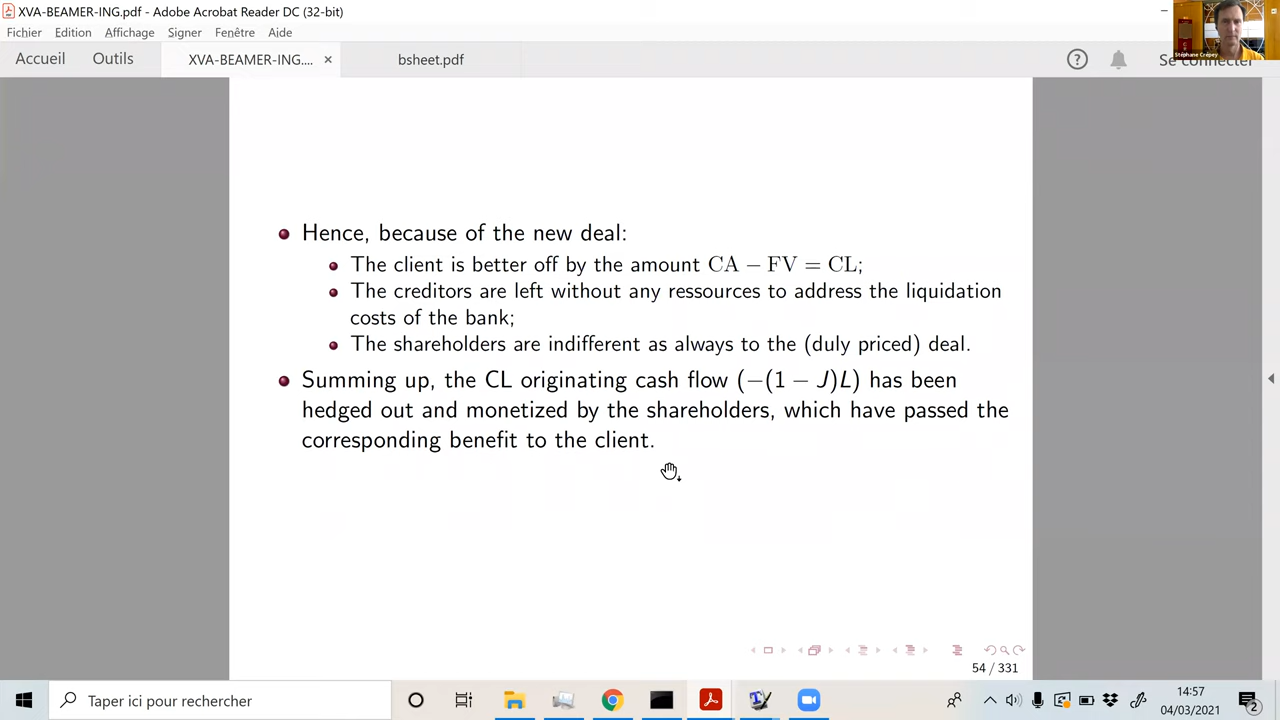 XVA-BEAMER-ING.pdf - Adobe Acrobat Reader DC (32-bit)
Fichier Edition Affichage Signer Fenêtre Aide
Accueil Outils XVA-BEAMER-ING.... × bsheet.pdf Se connecter
Stéphane Crépey
Hence, because of the new deal:
The client is better off by the amount CA − FV = CL;
The creditors are left without any ressources to address the liquidation
costs of the bank;
The shareholders are indifferent as always to the (duly priced) deal.
Summing up, the CL originating cash flow (−(1 − J)L) has been
hedged out and monetized by the shareholders, which have passed the
corresponding benefit to the client.
54 / 331
Taper ici pour rechercher
14:57
04/03/2021
2